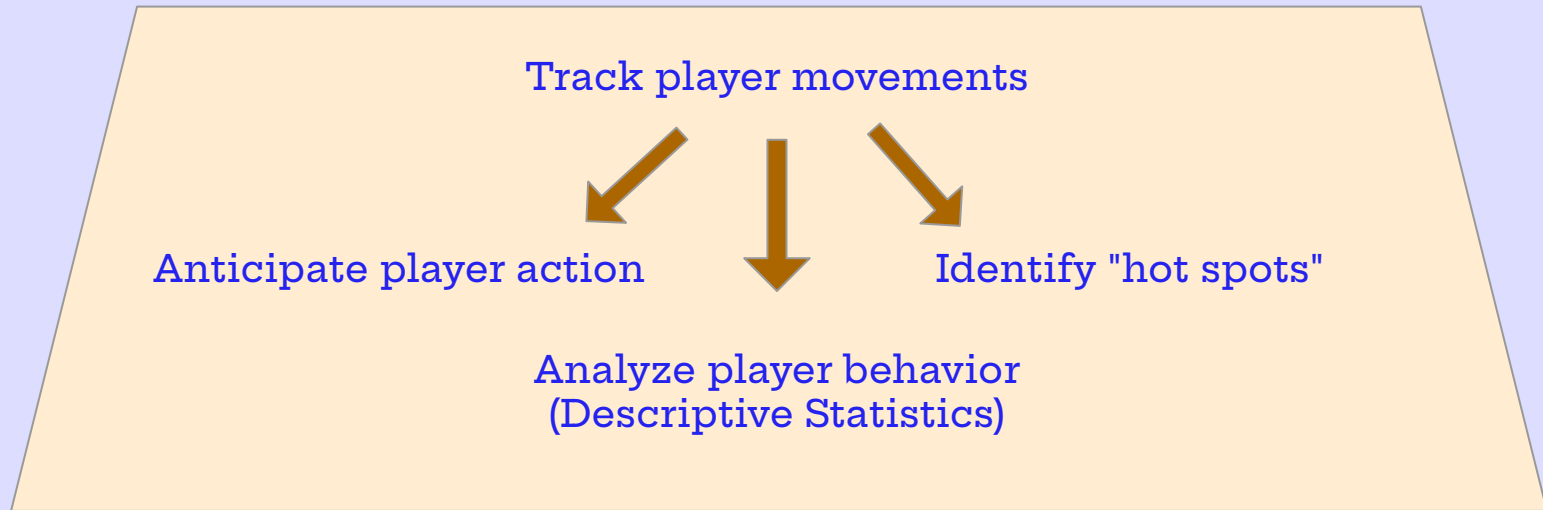 Track player movements
Anticipate player action
Identify "hot spots"
Analyze player behavior
(Descriptive Statistics)